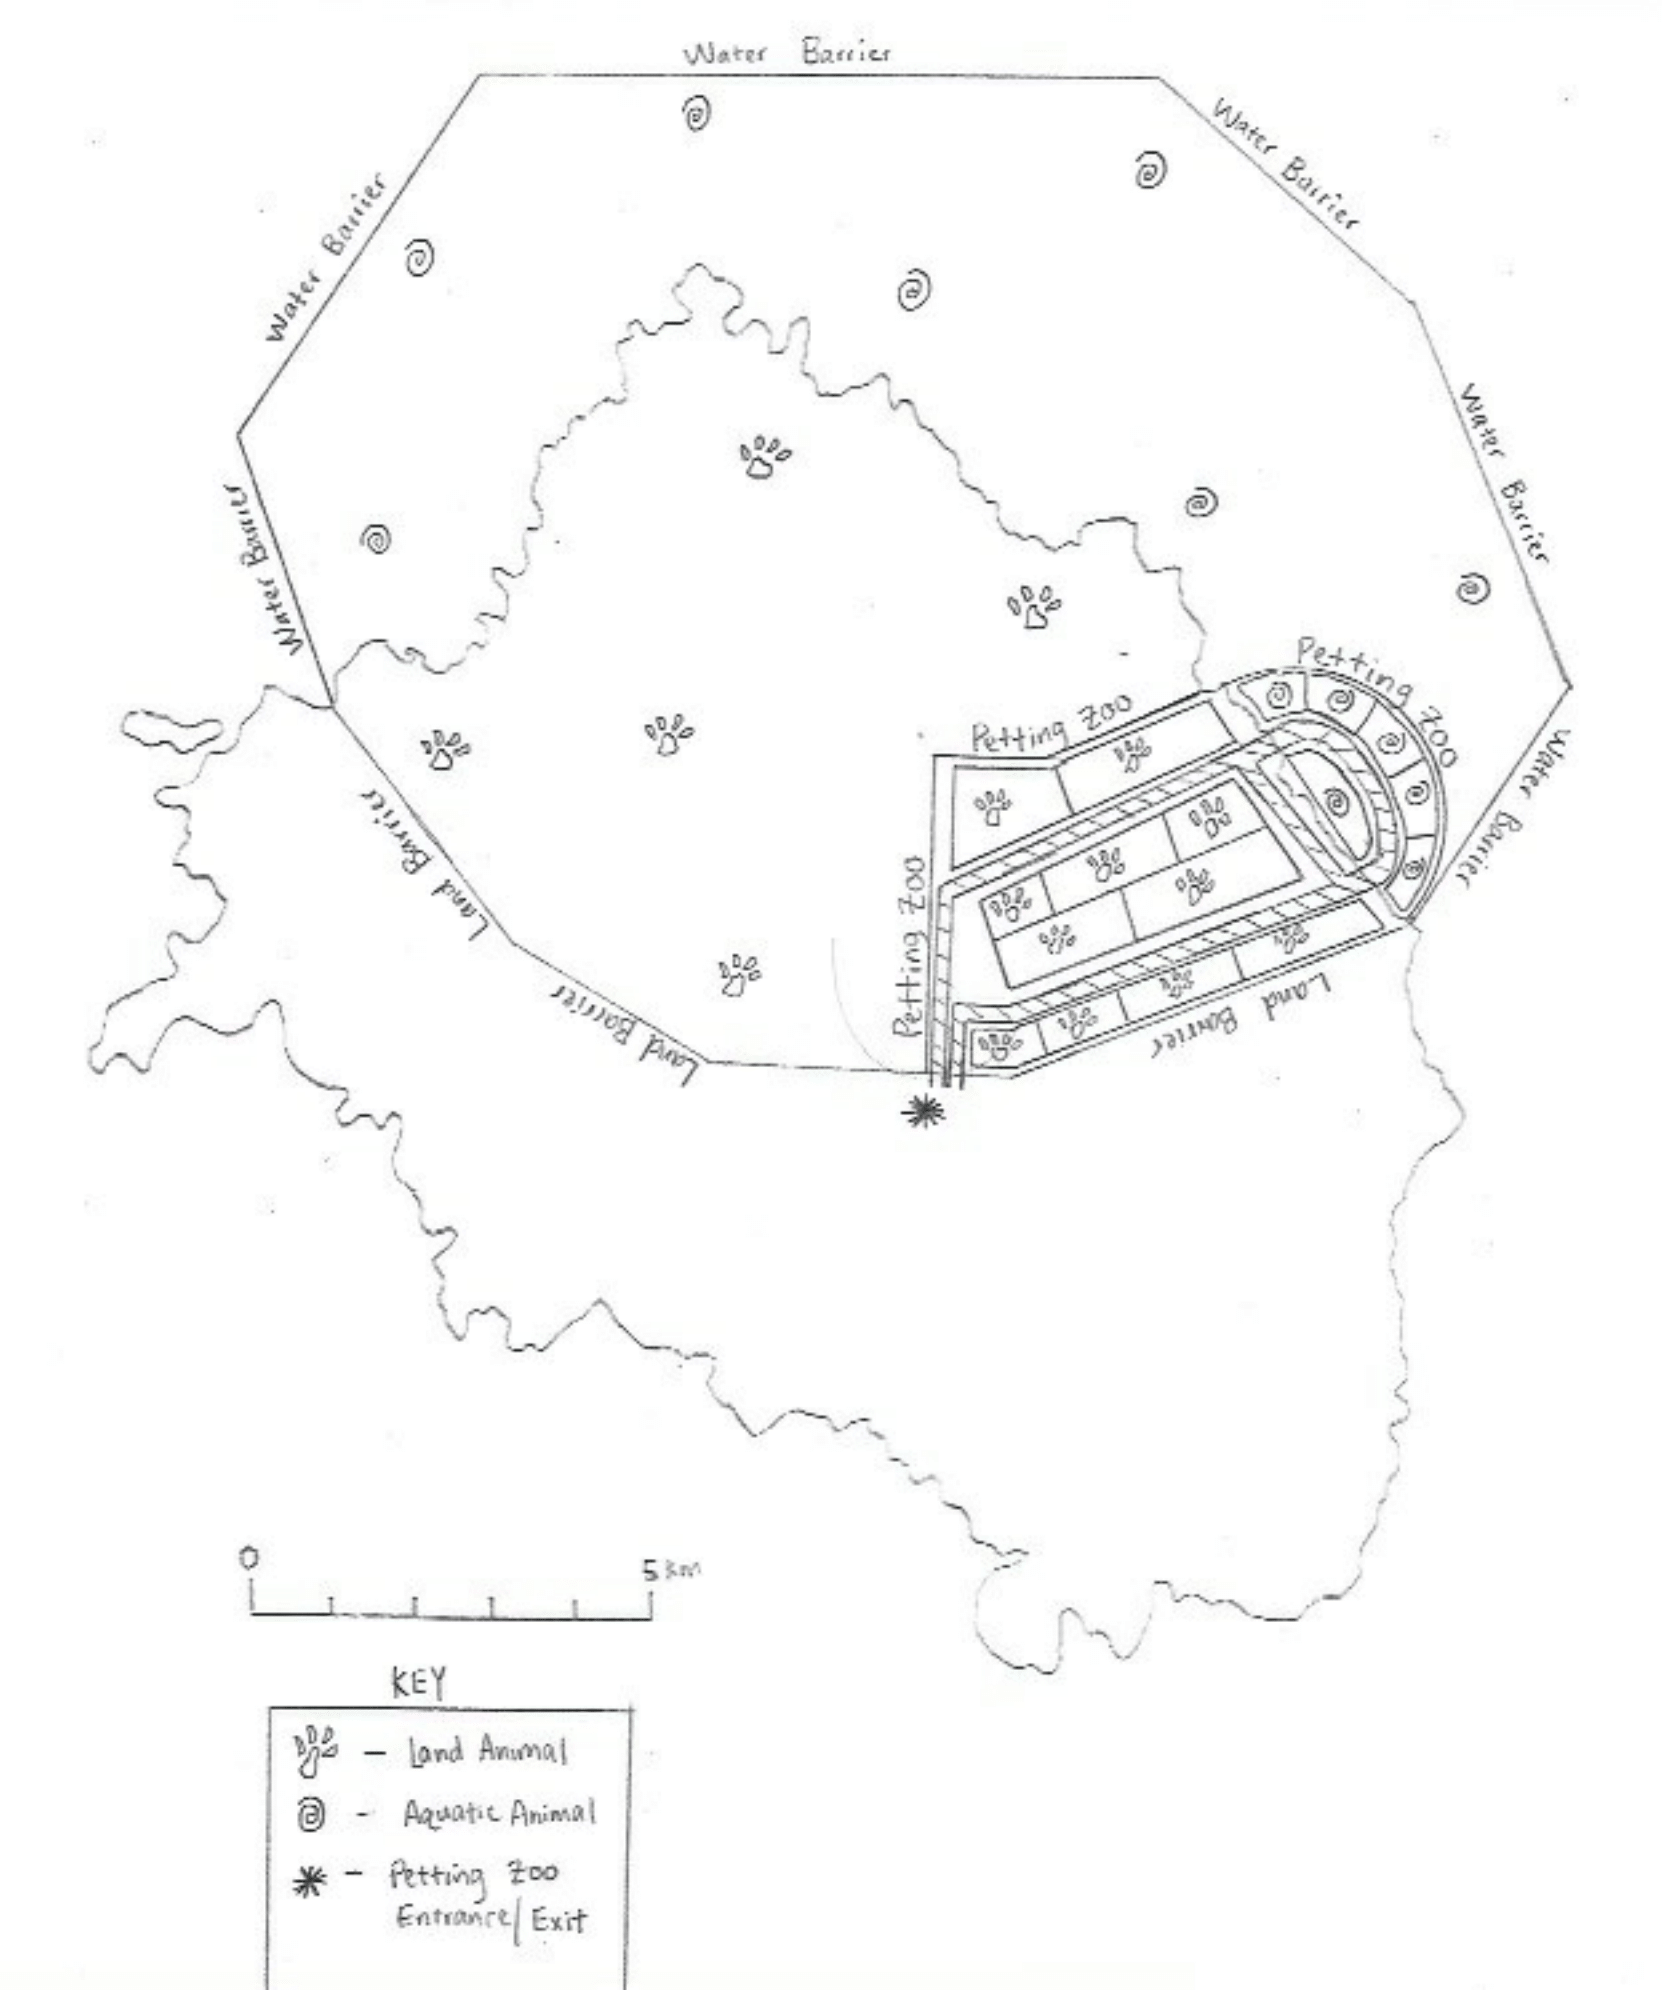 Water Barrier
Water Barrier
Water Barrier
Water Barrier
Water Barrier
Petting Zoo
Petting Zoo
Water Barrier
Land Barrier
Petting Zoo
Land Barrier
Land Barrier
0
5 km
KEY
- Land Animal
- Aquatic Animal
- Petting Zoo
Entrance/Exit